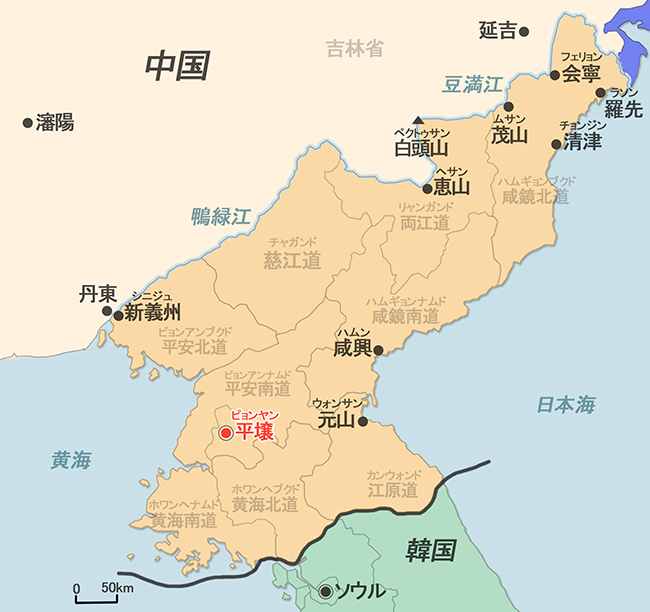 延吉
吉林省
中国
フェリョン
会寧
豆満江
ラソン
羅先
ムサン
茂山
瀋陽
チョンジン
清津
ペクトゥサン
白頭山
ヘサン
恵山
ハムギョンブクド
咸鏡北道
リャンガンド
両江道
鴨緑江
チャガンド
慈江道
丹東
シニジュ
新義州
ハムギョンナムド
咸鏡南道
ピョンアンブクド
平安北道
ハムン
咸興
ピョンアンナムド
平安南道
ウォンサン
元山
日本海
ピョンヤン
平壌
黄海
カンウォンド
江原道
ホワンヘブクド
黄海北道
ホワンヘナムド
黄海南道
韓国
ソウル
0 50km